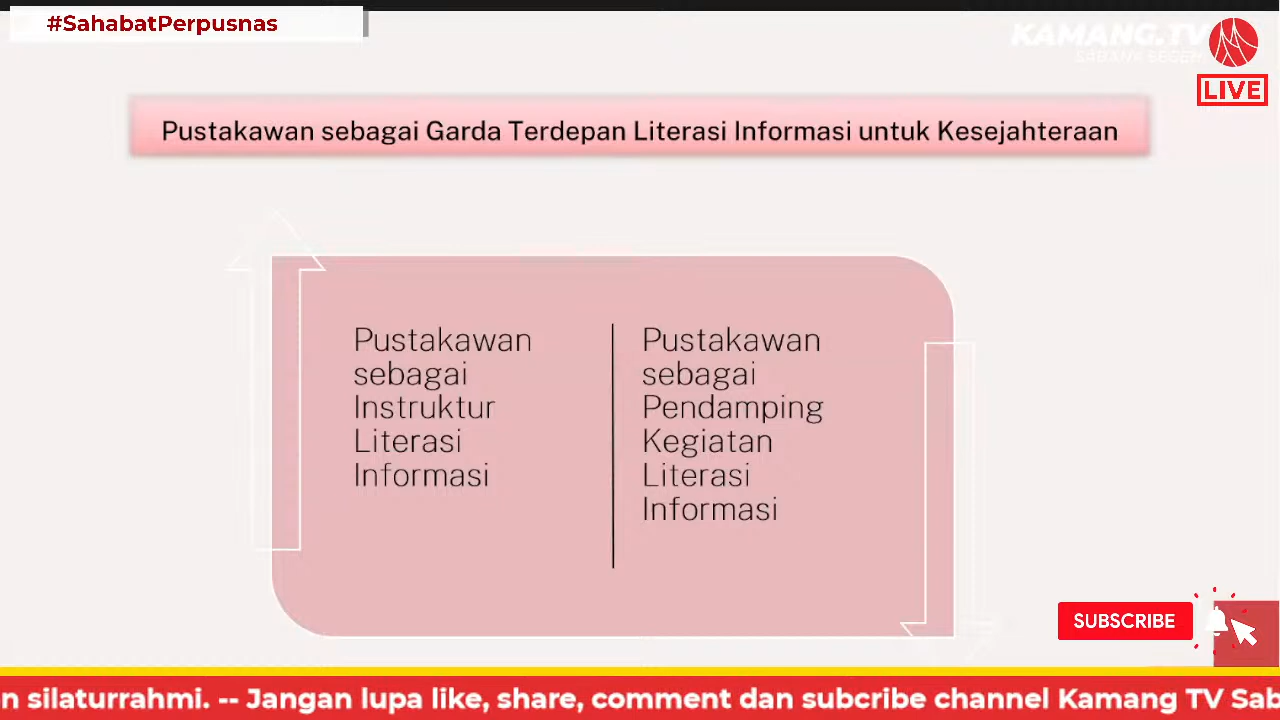 #SahabatPerpusnas
KAMANG.TV
LIVE
Pustakawan sebagai Garda Terdepan Literasi Informasi untuk Kesejahteraan
Pustakawan
sebagai
Instruktur
Literasi
Informasi
Pustakawan
sebagai
Pendamping
Kegiatan
Literasi
Informasi
SUBSCRIBE
n silaturrahmi. -- Jangan lupa like, share, comment dan subcribe channel Kamang TV Sab